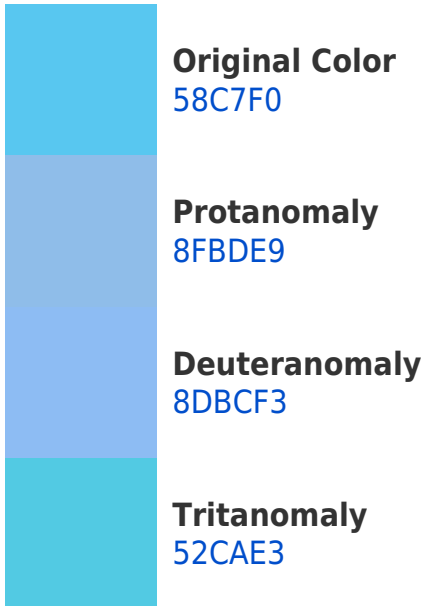 Original Color
58C7F0
Protanomaly
8FBDE9
Deuteranomaly
8DBCF3
Tritanomaly
52CAE3